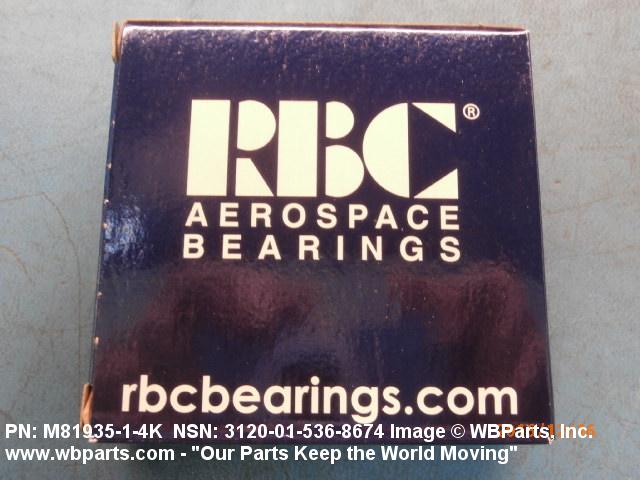 RBC®
AEROSPACE
BEARINGS
rbcbearings.com
PN: M81935-1-4K NSN: 3120-01-536-8674 Image © WBParts, Inc.
www.wbparts.com - "Our Parts Keep the World Moving"